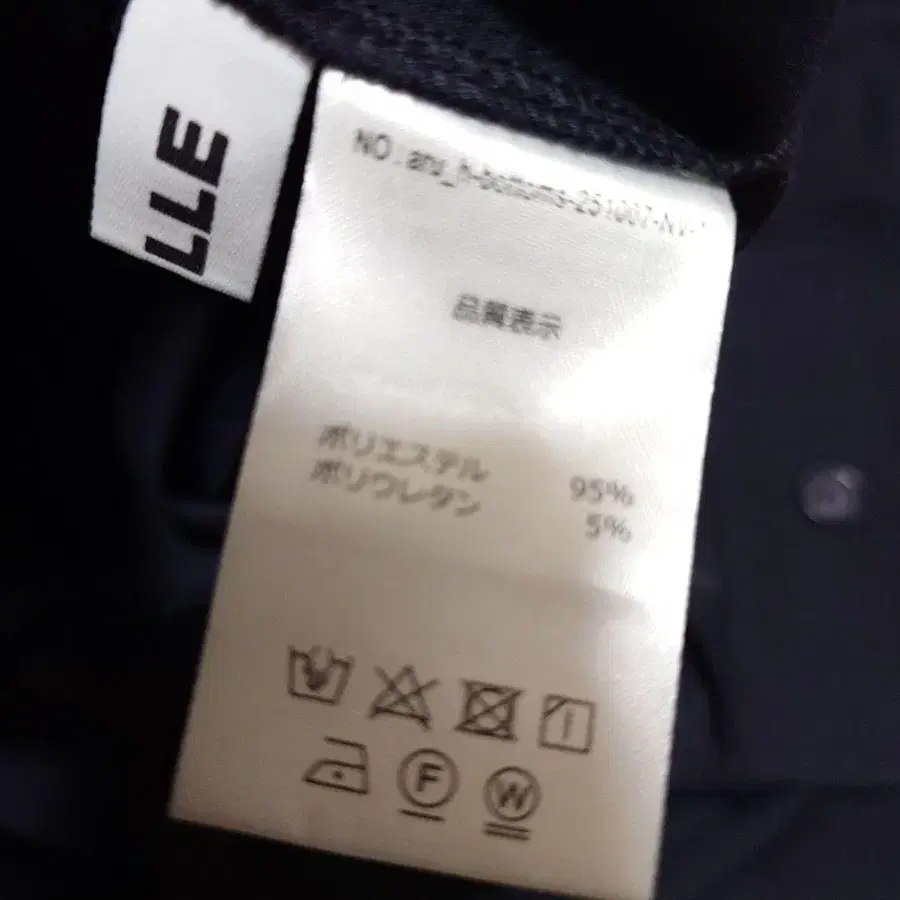 LLE
NO.anv_h-bottoms-251007-NV-
品質表示
ポリエステル 95%
ポリウレタン 5%
F W